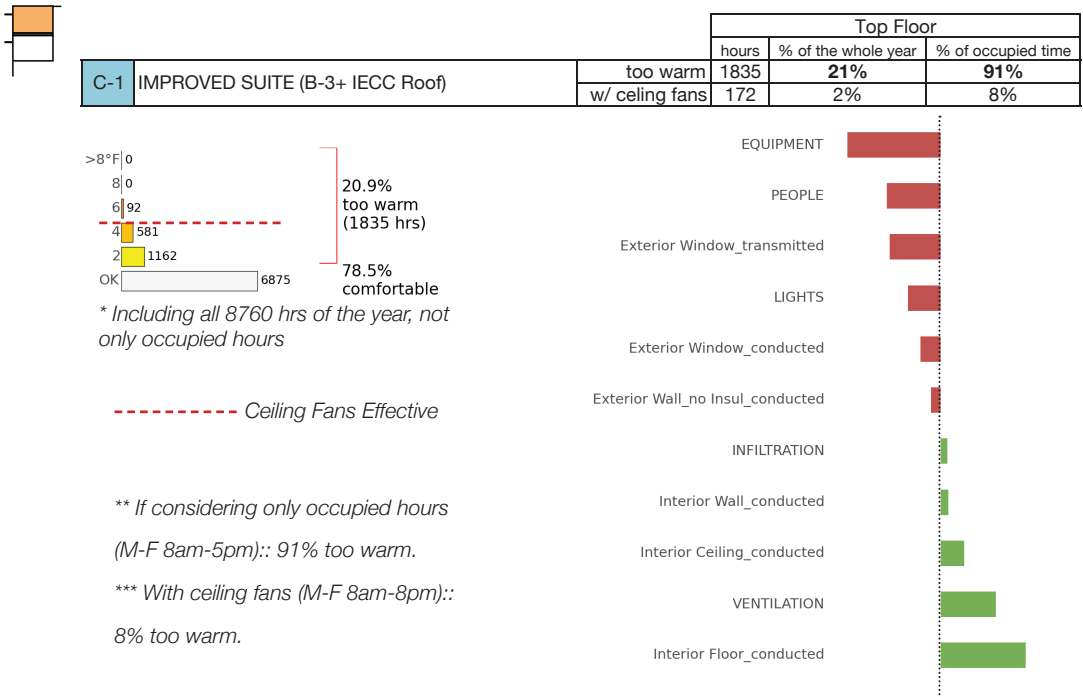 Top Floor
hours % of the whole year % of occupied time
C-1 IMPROVED SUITE (B-3+ IECC Roof) too warm 1835 21% 91%
w/ celing fans 172 2% 8%
>8°F 0
8 0
6 92
4 581
2 1162
OK 6875
20.9%
too warm
(1835 hrs)
78.5%
comfortable
* Including all 8760 hrs of the year, not
only occupied hours
Ceiling Fans Effective
** If considering only occupied hours
(M-F 8am-5pm):: 91% too warm.
*** With ceiling fans (M-F 8am-8pm)::
8% too warm.
EQUIPMENT
PEOPLE
Exterior Window_transmitted
LIGHTS
Exterior Window_conducted
Exterior Wall_no Insul_conducted
INFILTRATION
Interior Wall_conducted
Interior Ceiling_conducted
VENTILATION
Interior Floor_conducted